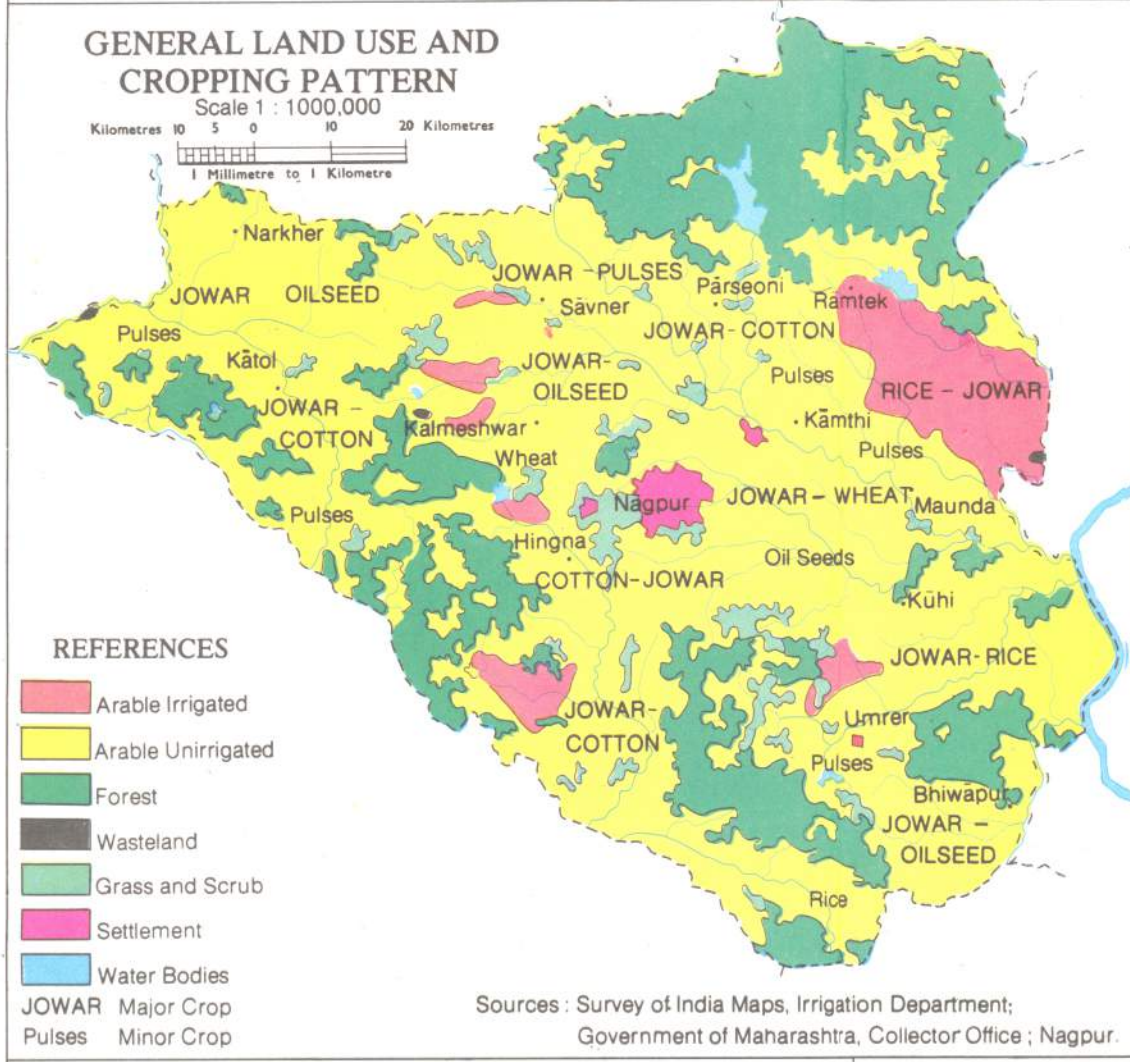 GENERAL LAND USE AND
CROPPING PATTERN
Scale 1 : 1000,000
Kilometres 10 5 0 10 20 Kilometres
1 Millimetre to 1 Kilometre
Narkher
JOWAR OILSEED
JOWAR - PULSES
Sāvner
Pārseoni
Rāmtek
Pulses
JOWAR - COTTON
Kātol
JOWAR-
OILSEED
Pulses
RICE - JOWAR
JOWAR -
COTTON
Kalmeshwar
Kāmthi
Wheat
Pulses
Pulses
Nāgpur
JOWAR - WHEAT
Maunda
Hingna
Oil Seeds
COTTON-JOWAR
Kūhi
JOWAR-RICE
JOWAR-
COTTON
Umrer
Pulses
Bhiwāpur
JOWAR -
OILSEED
Rice
REFERENCES
Arable Irrigated
Arable Unirrigated
Forest
Wasteland
Grass and Scrub
Settlement
Water Bodies
JOWAR Major Crop
Pulses Minor Crop
Sources : Survey of India Maps, Irrigation Department;
Government of Maharashtra, Collector Office ; Nagpur.